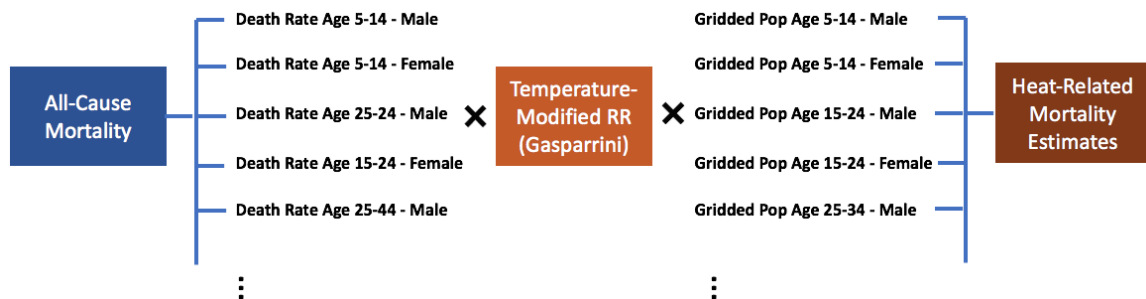 All-Cause
Mortality
Death Rate Age 5-14 - Male
Death Rate Age 5-14 - Female
Death Rate Age 25-24 - Male
Death Rate Age 15-24 - Female
Death Rate Age 25-44 - Male
⋮
×
Temperature-
Modified RR
(Gasparrini)
×
Gridded Pop Age 5-14 - Male
Gridded Pop Age 5-14 - Female
Gridded Pop Age 15-24 - Male
Gridded Pop Age 15-24 - Female
Gridded Pop Age 25-34 - Male
⋮
Heat-Related
Mortality
Estimates